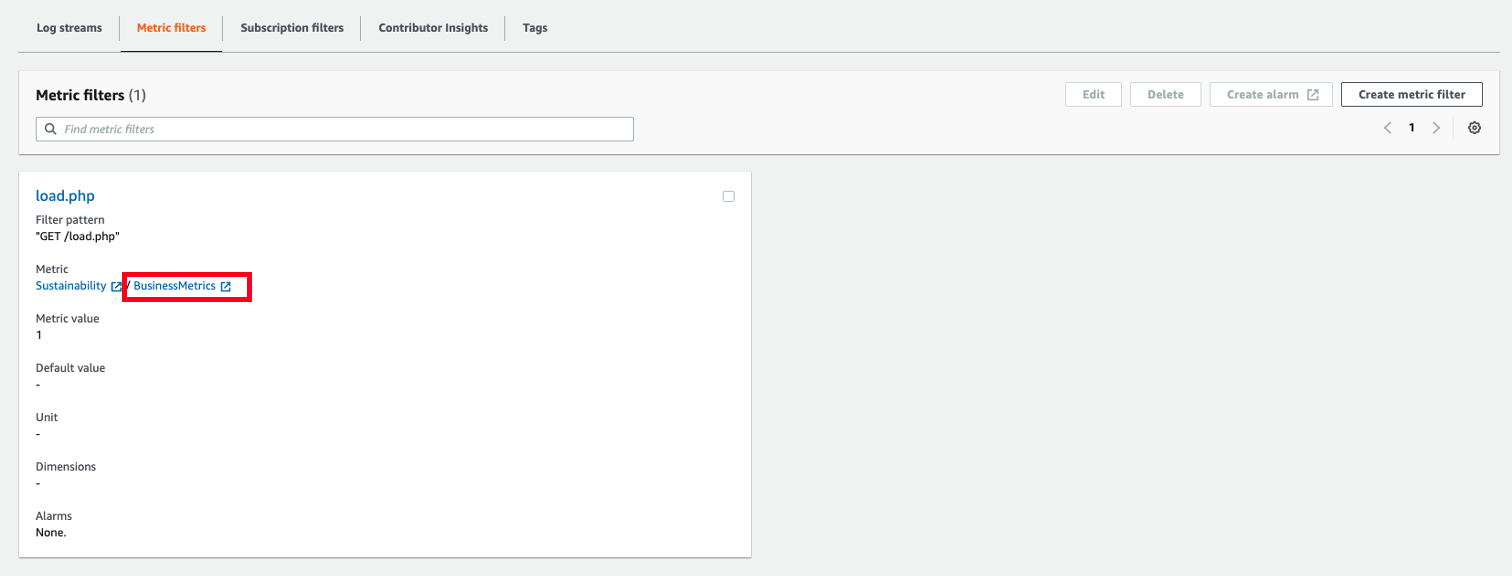 Log streams Metric filters Subscription filters Contributor Insights Tags
Metric filters (1) Edit Delete Create alarm Create metric filter
Find metric filters 1
load.php
Filter pattern
"GET /load.php"
Metric
Sustainability / BusinessMetrics
Metric value
1
Default value
-
Unit
-
Dimensions
-
Alarms
None.